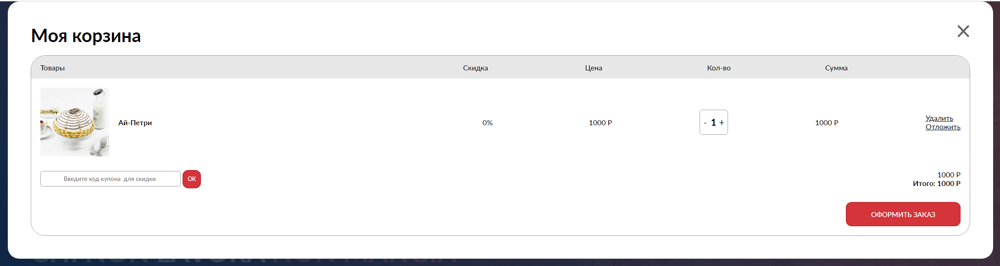 Моя корзина
Товары Скидка Цена Кол-во Сумма
Ай-Петри 0% 1000 Р - 1 + 1000 Р Удалить
Отложить
Введите код купона для скидки ОК
1000 Р
Итого: 1000 Р
ОФОРМИТЬ ЗАКАЗ